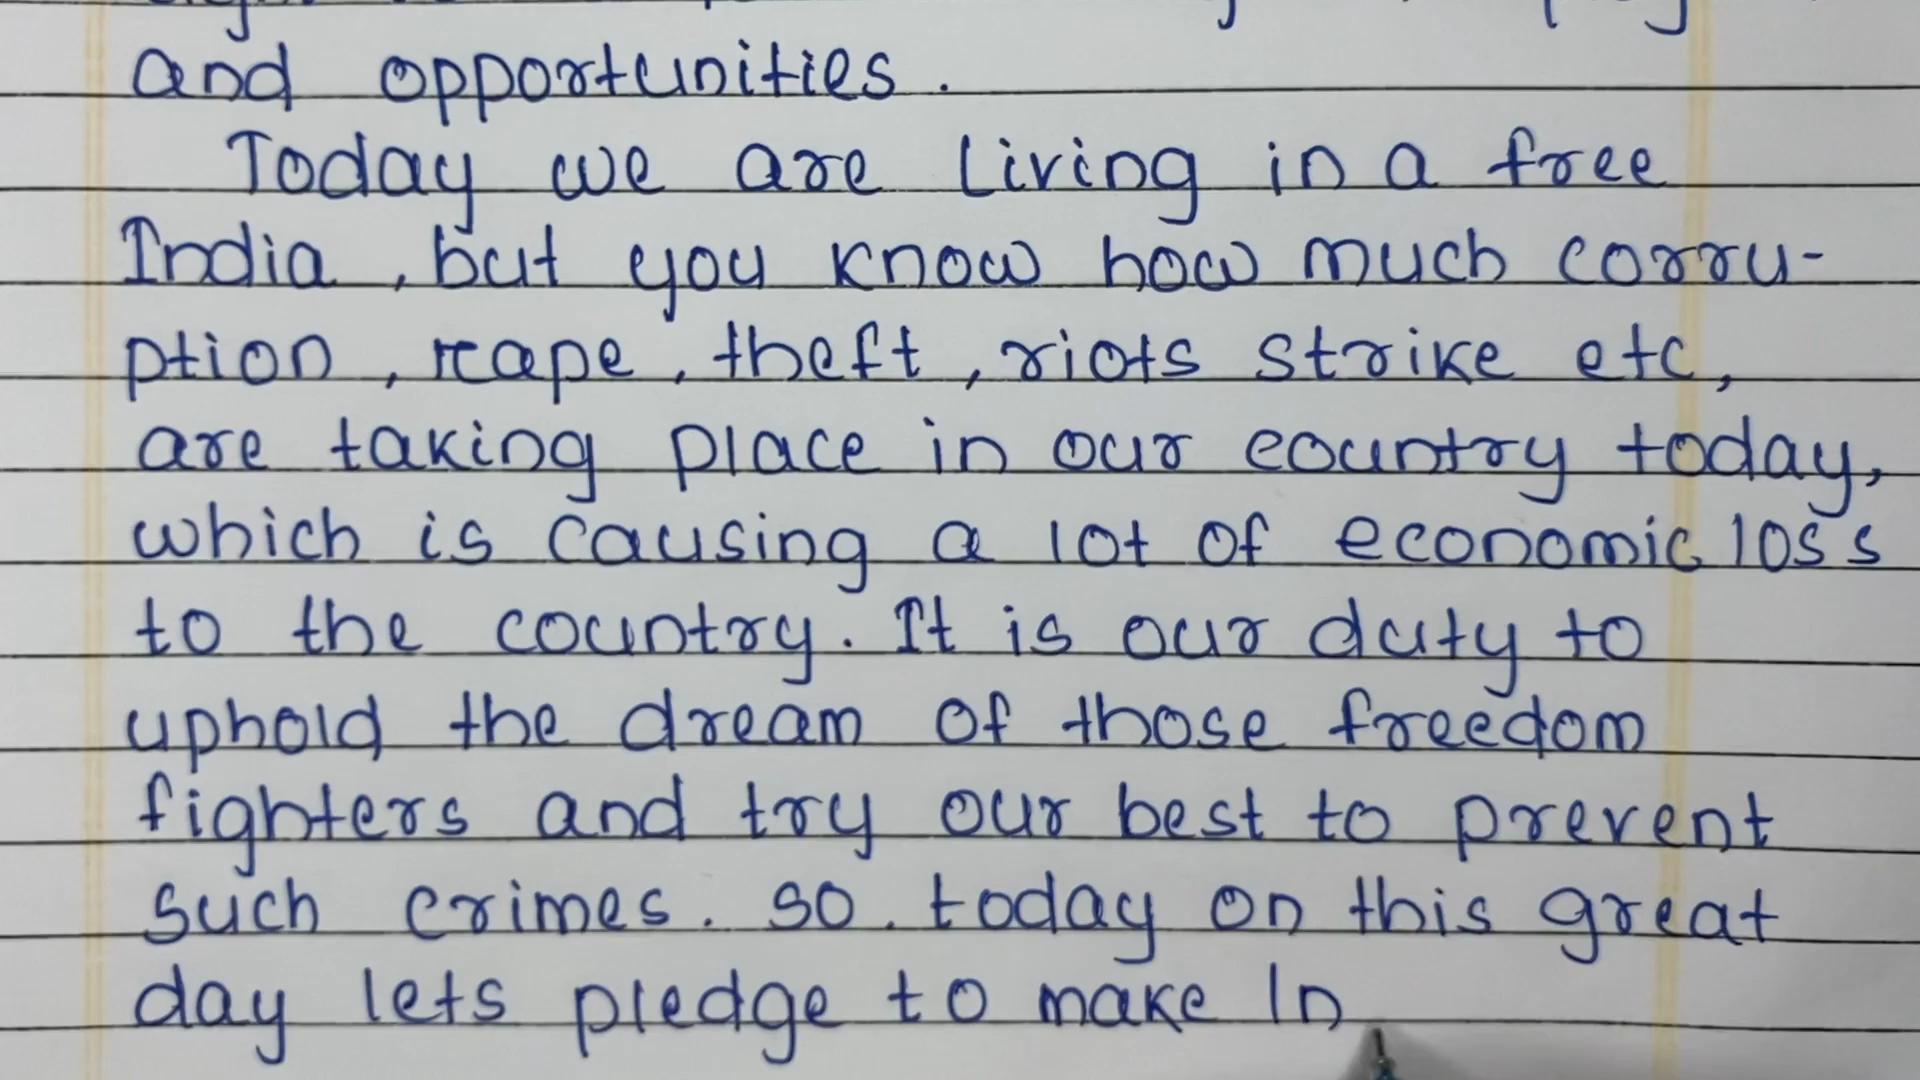 and opportunities.
Today we are living in a free
India, but you know how much corru-
ption, rape, theft, riots strike etc,
are taking place in our country today,
which is causing a lot of economic loss
to the country. It is our duty to
uphold the dream of those freedom
fighters and try our best to prevent
such crimes. so. today on this great
day lets pledge to make In